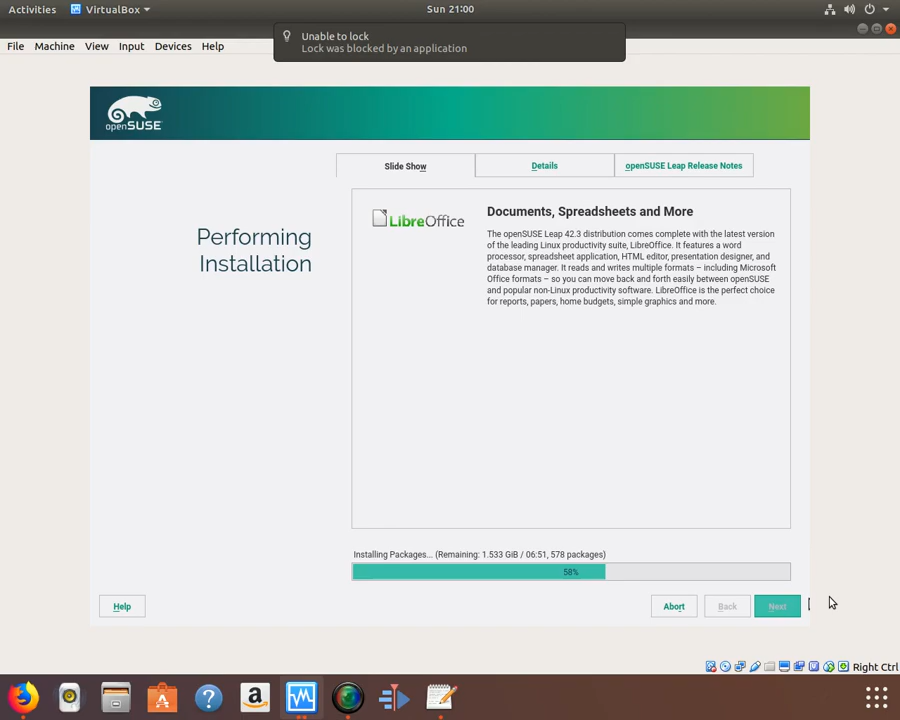 Activities
VirtualBox
Sun 21:00
File Machine View Input Devices Help
Unable to lock
Lock was blocked by an application
openSUSE
Slide Show
Details
openSUSE Leap Release Notes
Performing
Installation
LibreOffice
Documents, Spreadsheets and More
The openSUSE Leap 42.3 distribution comes complete with the latest version
of the leading Linux productivity suite, LibreOffice. It features a word
processor, spreadsheet application, HTML editor, presentation designer, and
database manager. It reads and writes multiple formats – including Microsoft
Office formats – so you can move back and forth easily between openSUSE
and popular non-Linux productivity software. LibreOffice is the perfect choice
for reports, papers, home budgets, simple graphics and more.
Installing Packages... (Remaining: 1.533 GiB / 06:51, 578 packages)
58%
Help
Abort
Back
Next
Right Ctrl